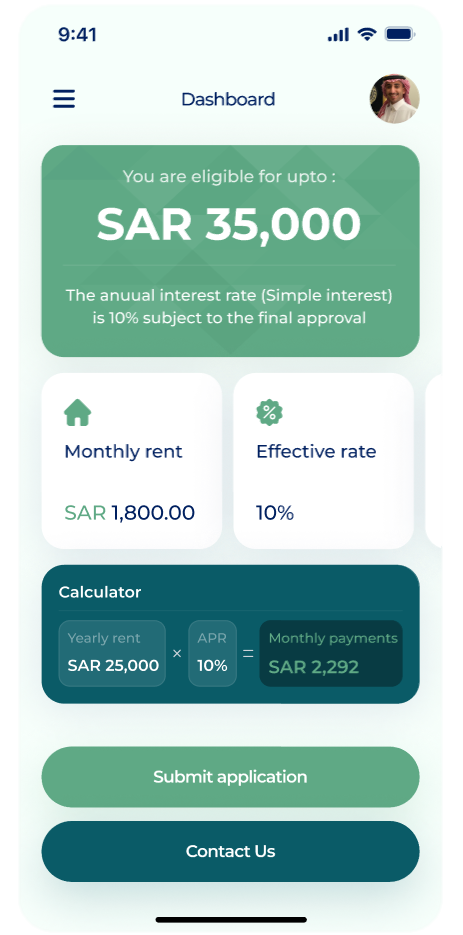 9:41
Dashboard
You are eligible for upto :
SAR 35,000
The anuual interest rate (Simple interest)
is 10% subject to the final approval
Monthly rent
SAR 1,800.00
Effective rate
10%
Calculator
Yearly rent
SAR 25,000
×
APR
10%
=
Monthly payments
SAR 2,292
Submit application
Contact Us